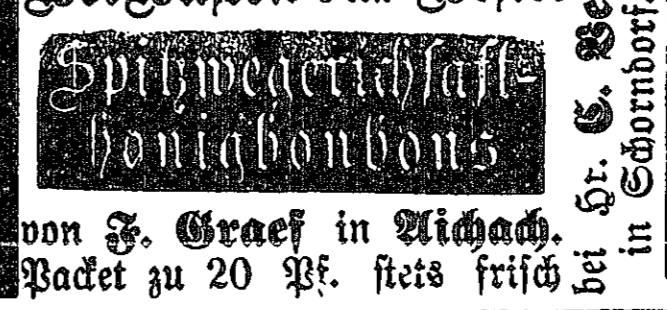 Spitzwegerichsaft-
honigbonbons
von F. Graef in Aichach.
Packet zu 20 Pf. stets frisch
bei Hr. C.
in Schorndorf.